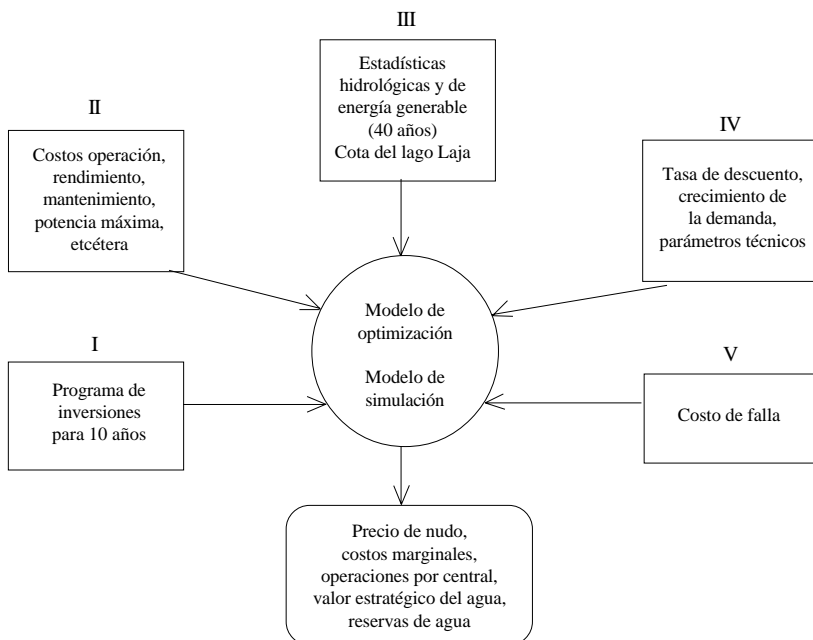 III
Estadísticas
hidrológicas y de
energía generable
(40 años)
Cota del lago Laja
II
Costos operación,
rendimiento,
mantenimiento,
potencia máxima,
etcétera
IV
Tasa de descuento,
crecimiento de
la demanda,
parámetros técnicos
Modelo de
optimización
Modelo de
simulación
I
Programa de
inversiones
para 10 años
V
Costo de falla
Precio de nudo,
costos marginales,
operaciones por central,
valor estratégico del agua,
reservas de agua